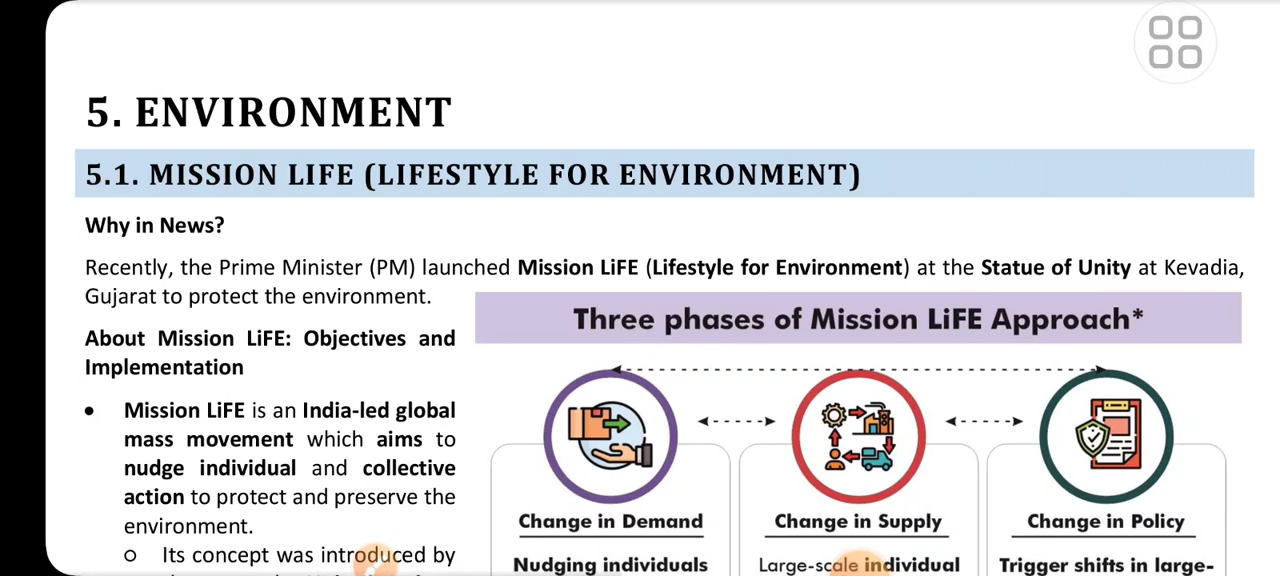 5. ENVIRONMENT
5.1. MISSION LIFE (LIFESTYLE FOR ENVIRONMENT)
Why in News?
Recently, the Prime Minister (PM) launched Mission LiFE (Lifestyle for Environment) at the Statue of Unity at Kevadia,
Gujarat to protect the environment.
About Mission LiFE: Objectives and
Implementation
• Mission LiFE is an India-led global
mass movement which aims to
nudge individual and collective
action to protect and preserve the
environment.
o Its concept was introduced by
Three phases of Mission LiFE Approach*
Change in Demand
Nudging individuals
Change in Supply
Large-scale individual
Change in Policy
Trigger shifts in large-